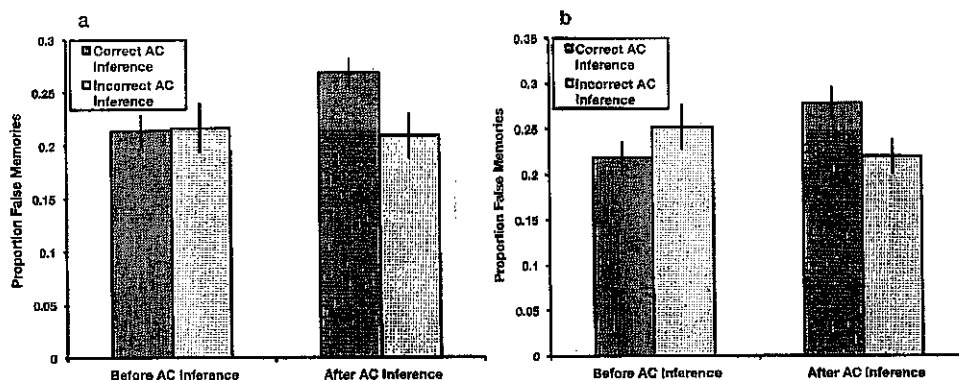 a
0.3
0.25
0.2
0.15
0.1
0.05
0
Proportion False Memories
Correct AC
Inference
Incorrect AC
Inference
Before AC Inference
After AC Inference
b
0.35
0.3
0.25
0.2
0.15
0.1
0.05
0
Proportion False Memories
Correct AC
Inference
Incorrect AC
Inference
Before AC Inference
After AC Inference